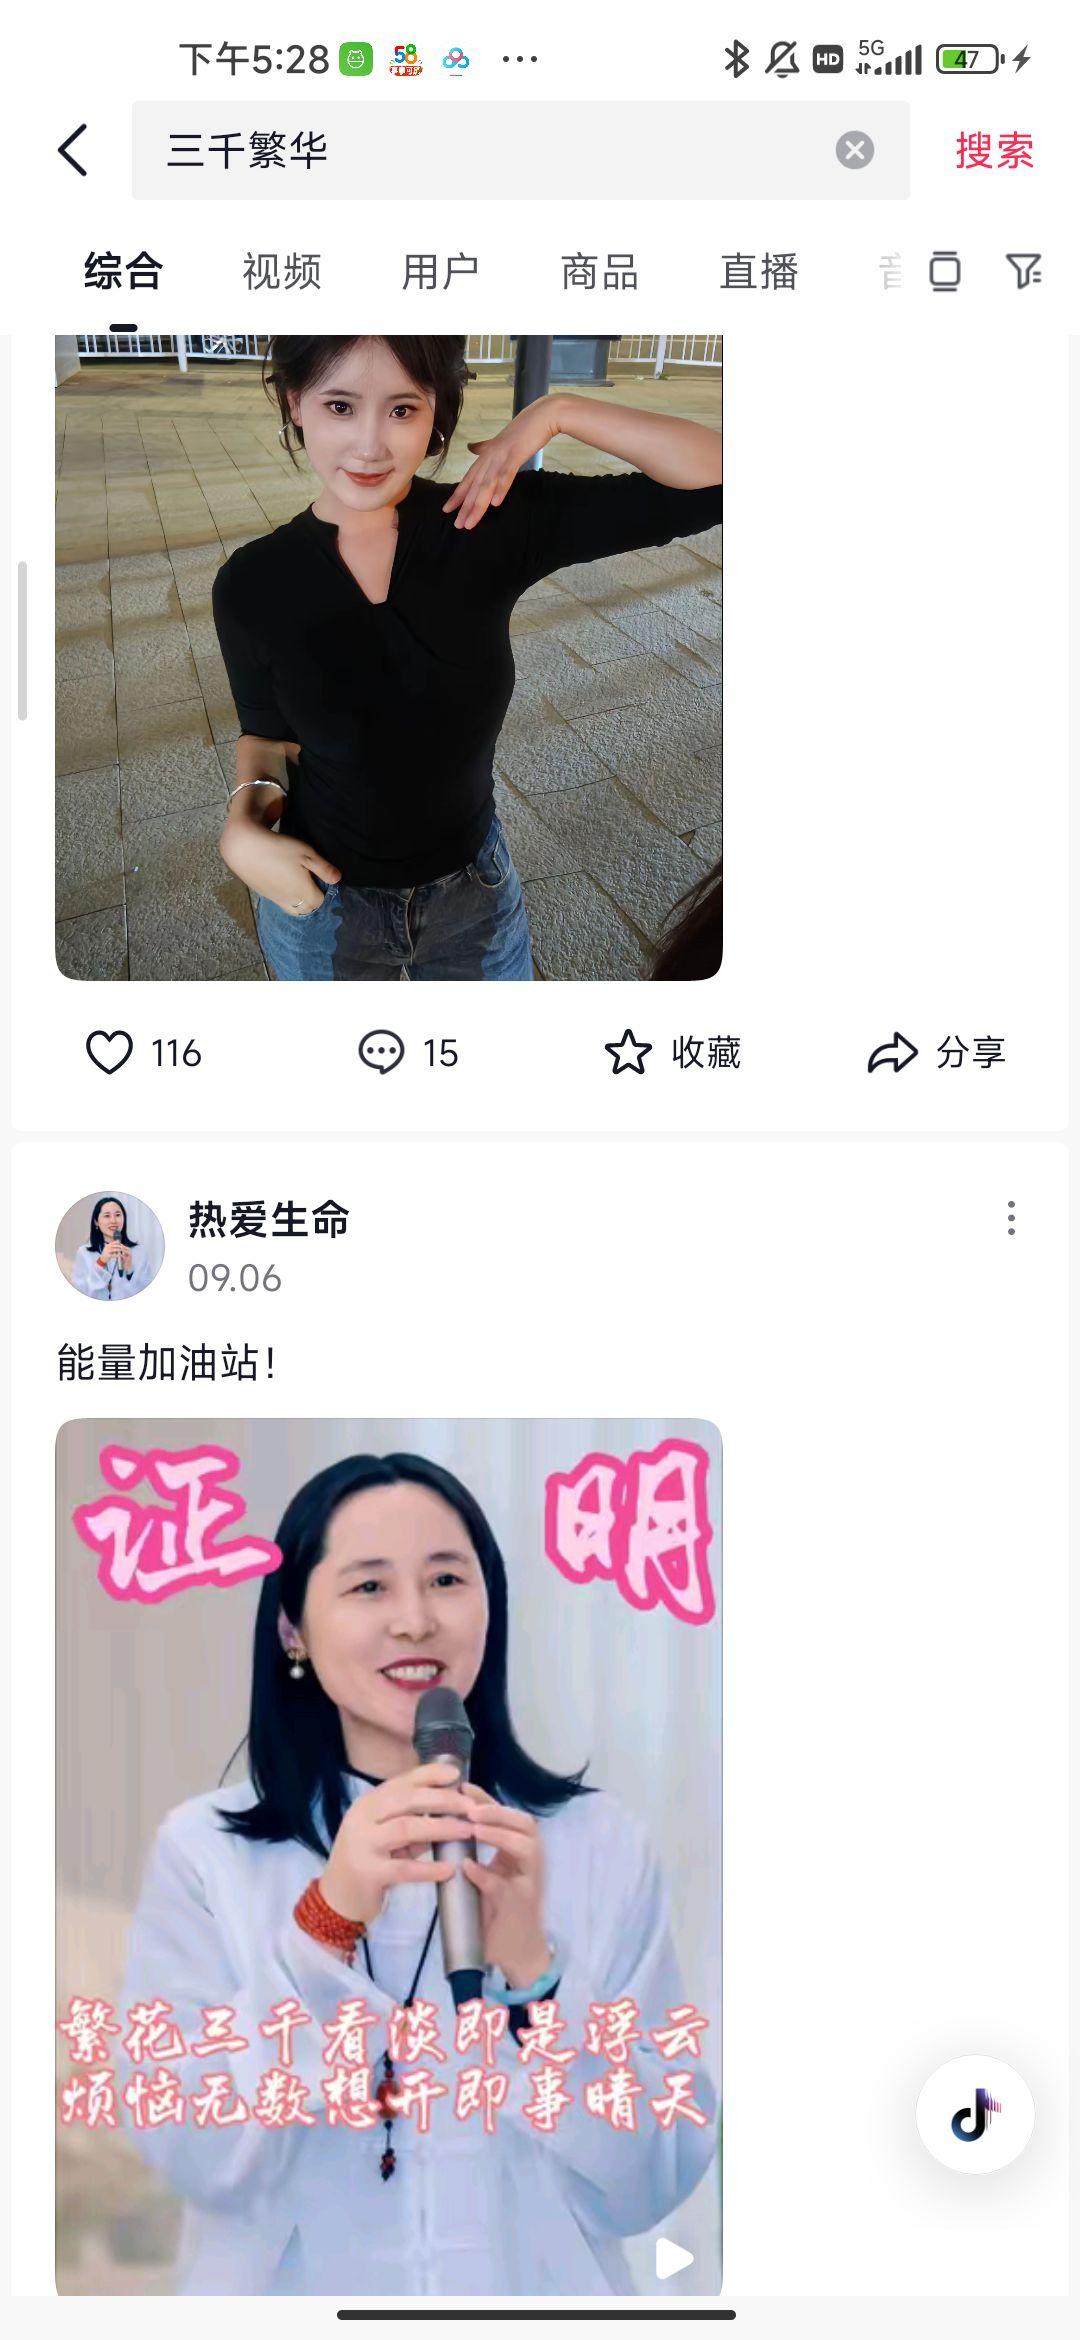 下午5:28 58 ... HD 5G 47
三千繁华 搜索
综合 视频 用户 商品 直播
116 15 收藏 分享
热爱生命
09.06
能量加油站！
证 明
繁花三千看淡即是浮云
烦恼无数想开即事晴天